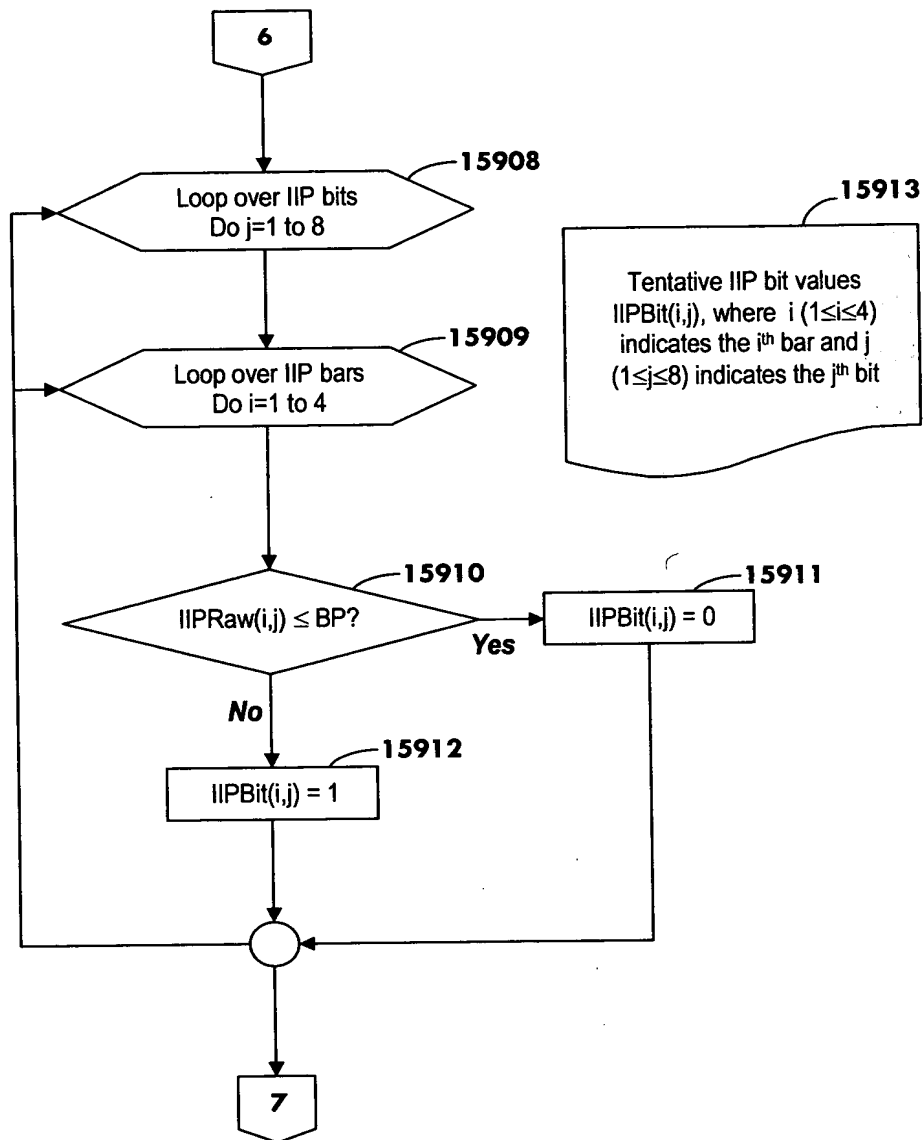 6
15908
Loop over IIP bits
Do j=1 to 8
15913
Tentative IIP bit values
IIPBit(i,j), where i (1≤i≤4)
indicates the ith bar and j
(1≤j≤8) indicates the jth bit
15909
Loop over IIP bars
Do i=1 to 4
15910
IIPRaw(i,j) ≤ BP?
Yes
15911
IIPBit(i,j) = 0
No
15912
IIPBit(i,j) = 1
7